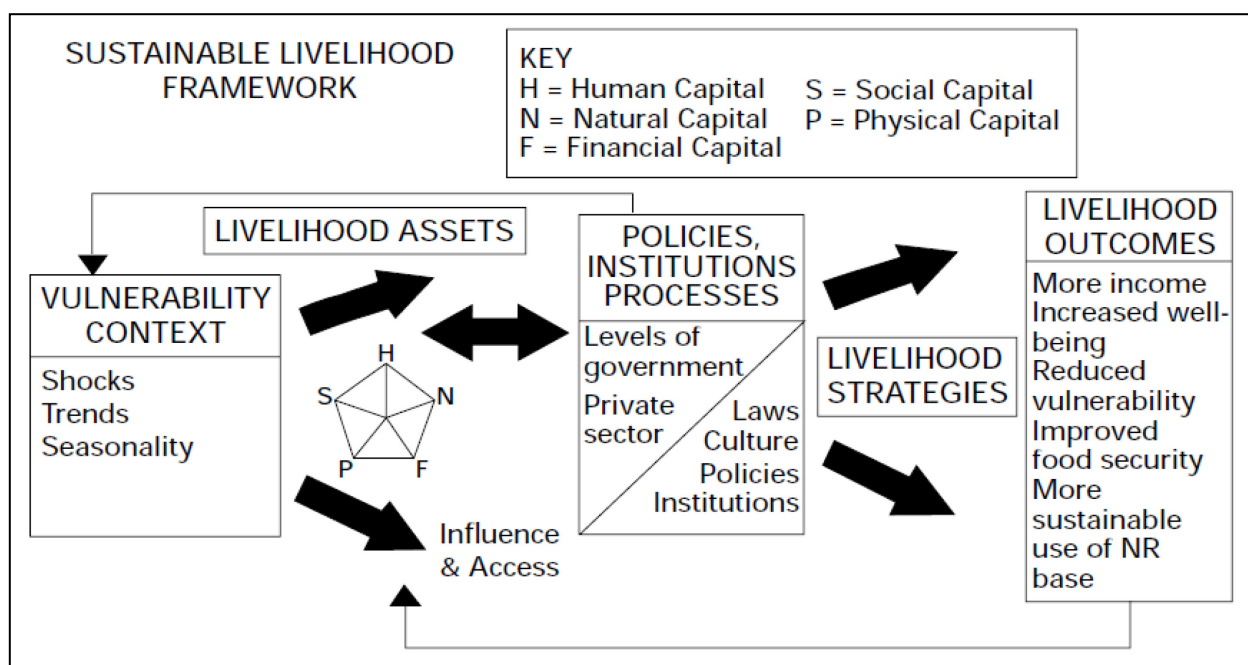 SUSTAINABLE LIVELIHOOD
FRAMEWORK
KEY
H = Human Capital
S = Social Capital
N = Natural Capital
P = Physical Capital
F = Financial Capital
LIVELIHOOD ASSETS
VULNERABILITY
CONTEXT
Shocks
Trends
Seasonality
H
S
N
P
F
Influence
& Access
POLICIES,
INSTITUTIONS
PROCESSES
Levels of
government
Private
sector
Laws
Culture
Policies
Institutions
LIVELIHOOD
STRATEGIES
LIVELIHOOD
OUTCOMES
More income
Increased well-
being
Reduced
vulnerability
Improved
food security
More
sustainable
use of NR
base